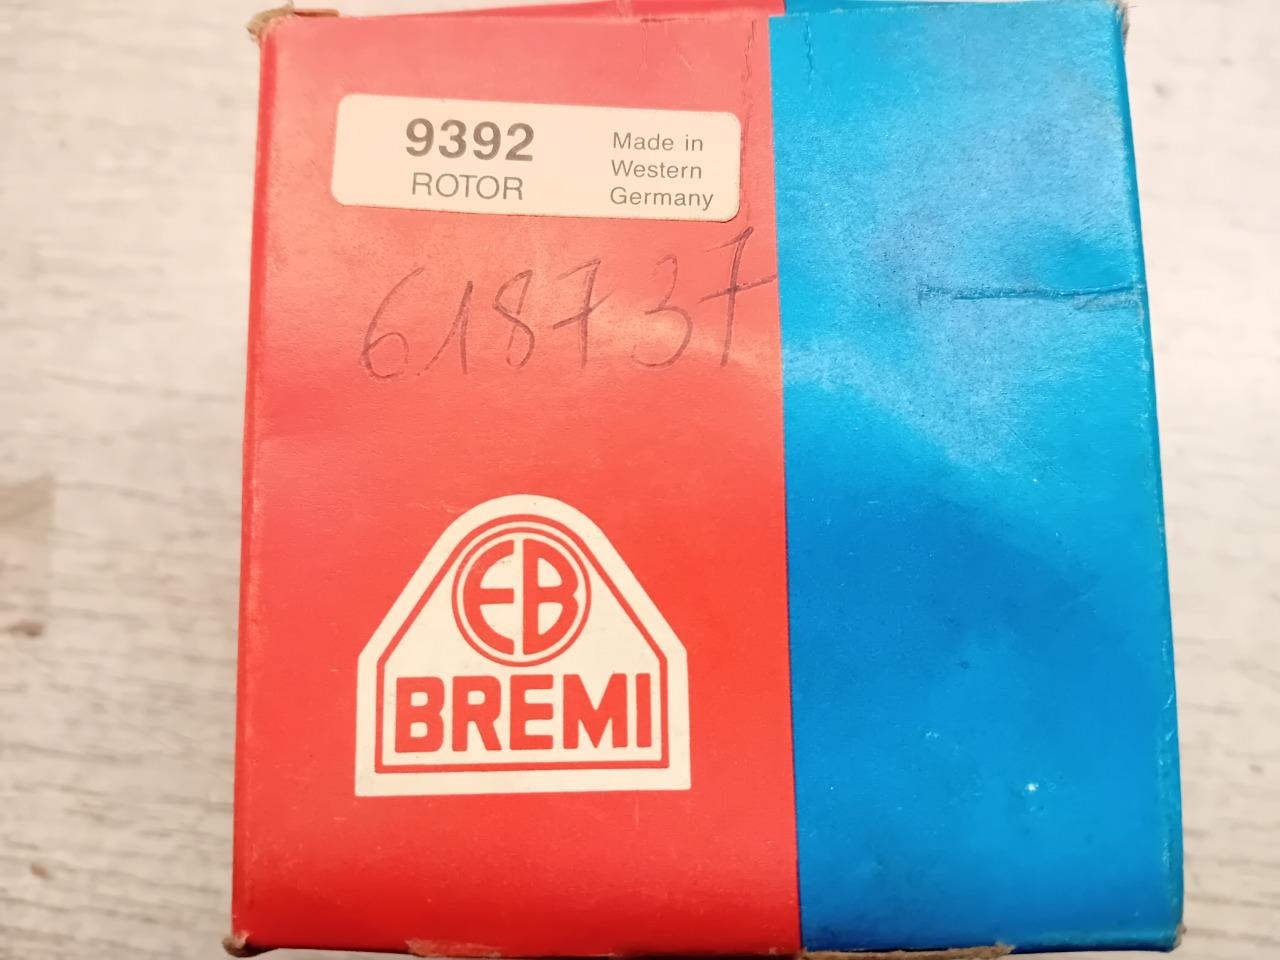 9392
ROTOR
Made in
Western
Germany
618737
EB
BREMI